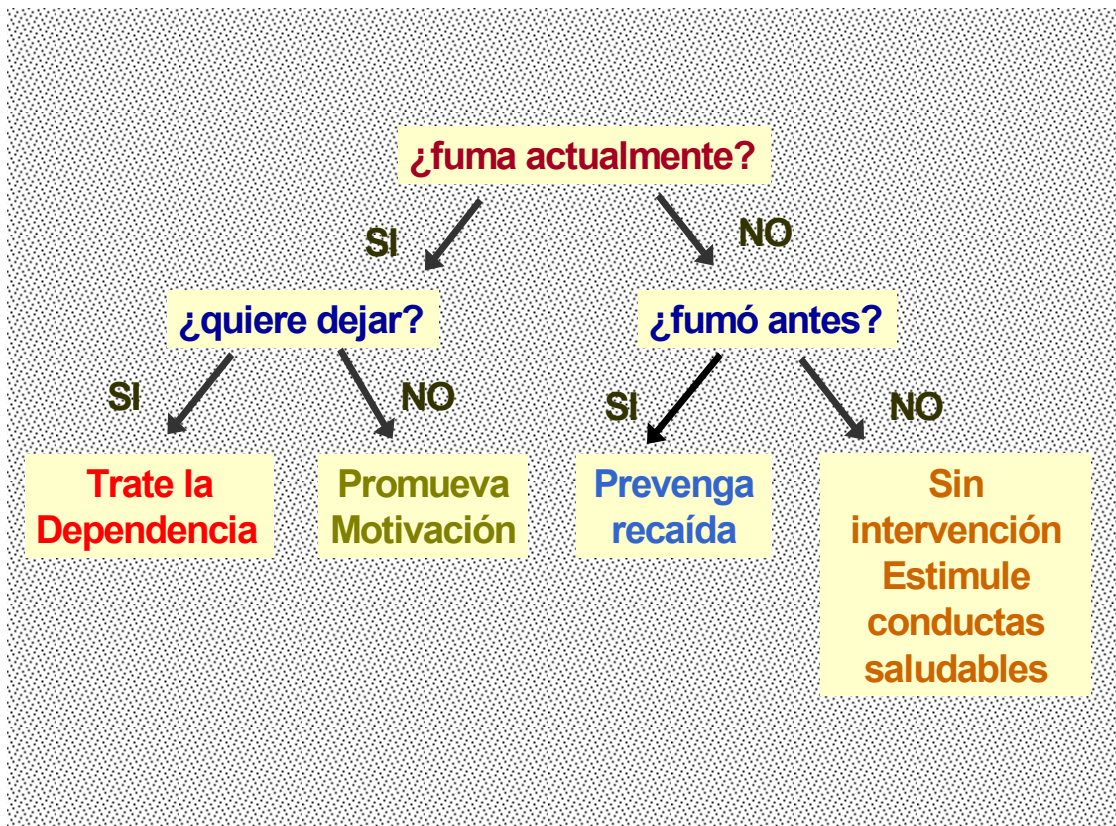 ¿fuma actualmente?
SI
NO
¿quiere dejar?
¿fumó antes?
SI
NO
SI
NO
Trate la
Dependencia
Promueva
Motivación
Prevenga
recaída
Sin
intervención
Estimule
conductas
saludables